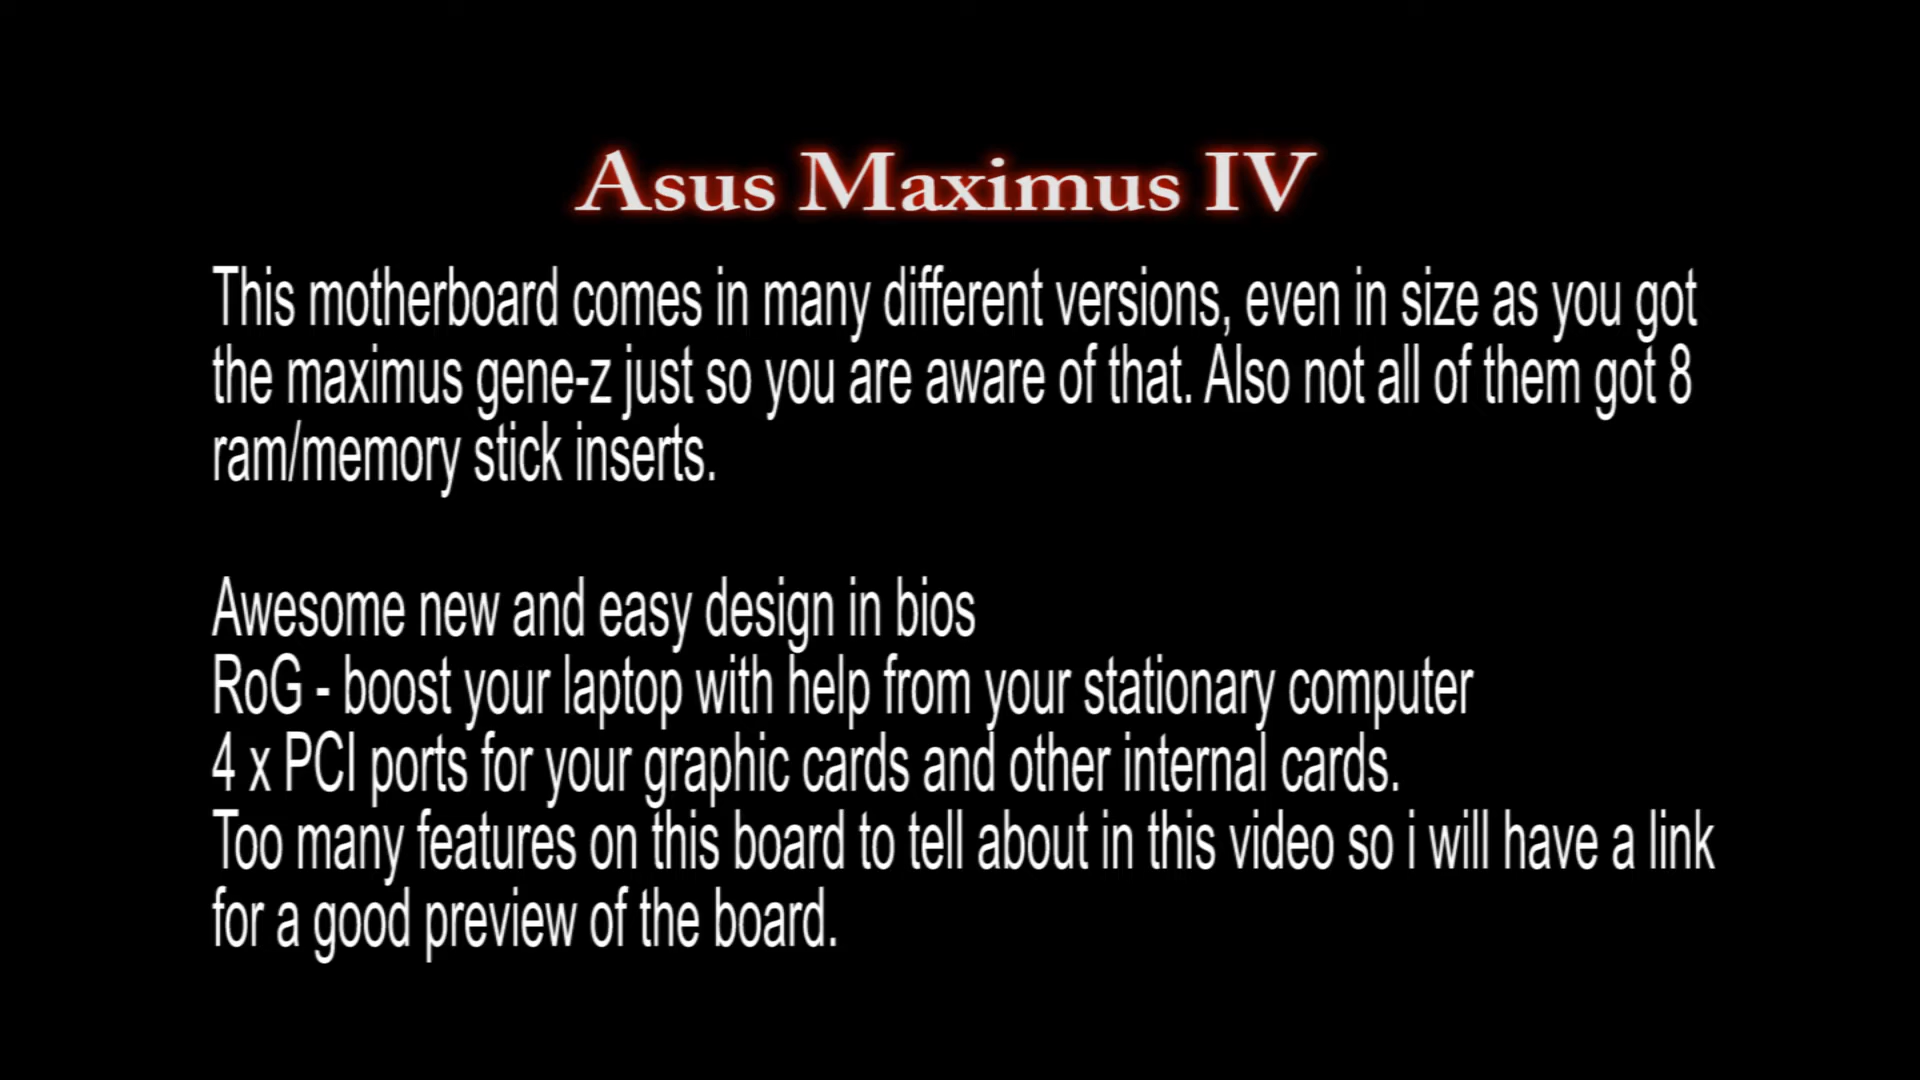 Asus Maximus IV
This motherboard comes in many different versions, even in size as you got
the maximus gene-z just so you are aware of that. Also not all of them got 8
ram/memory stick inserts.
Awesome new and easy design in bios
RoG - boost your laptop with help from your stationary computer
4 x PCI ports for your graphic cards and other internal cards.
Too many features on this board to tell about in this video so i will have a link
for a good preview of the board.